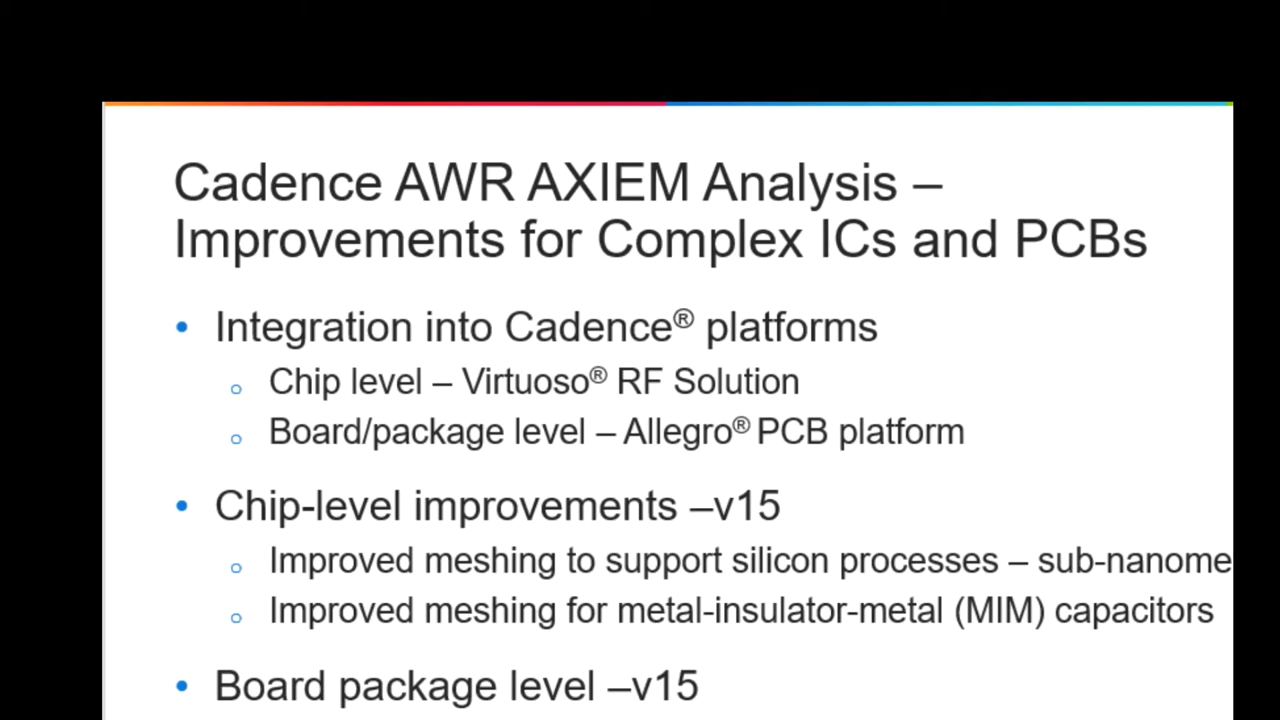 Cadence AWR AXIEM Analysis –
Improvements for Complex ICs and PCBs
• Integration into Cadence® platforms
o Chip level – Virtuoso® RF Solution
o Board/package level – Allegro® PCB platform
• Chip-level improvements –v15
o Improved meshing to support silicon processes – sub-nanome
o Improved meshing for metal-insulator-metal (MIM) capacitors
• Board package level –v15